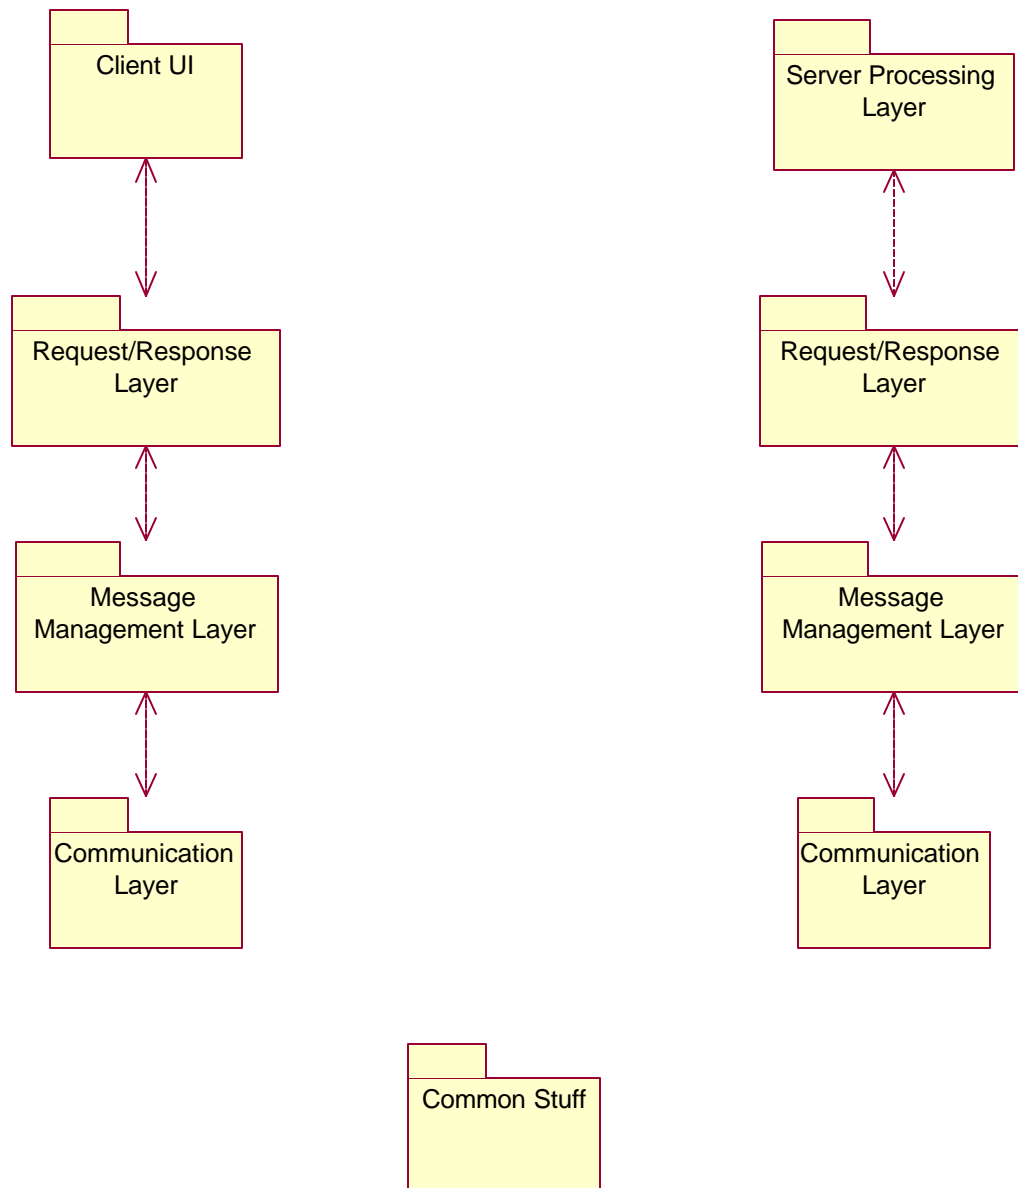 Client UI
Server Processing
Layer
Request/Response
Layer
Request/Response
Layer
Message
Management Layer
Message
Management Layer
Communication
Layer
Communication
Layer
Common Stuff